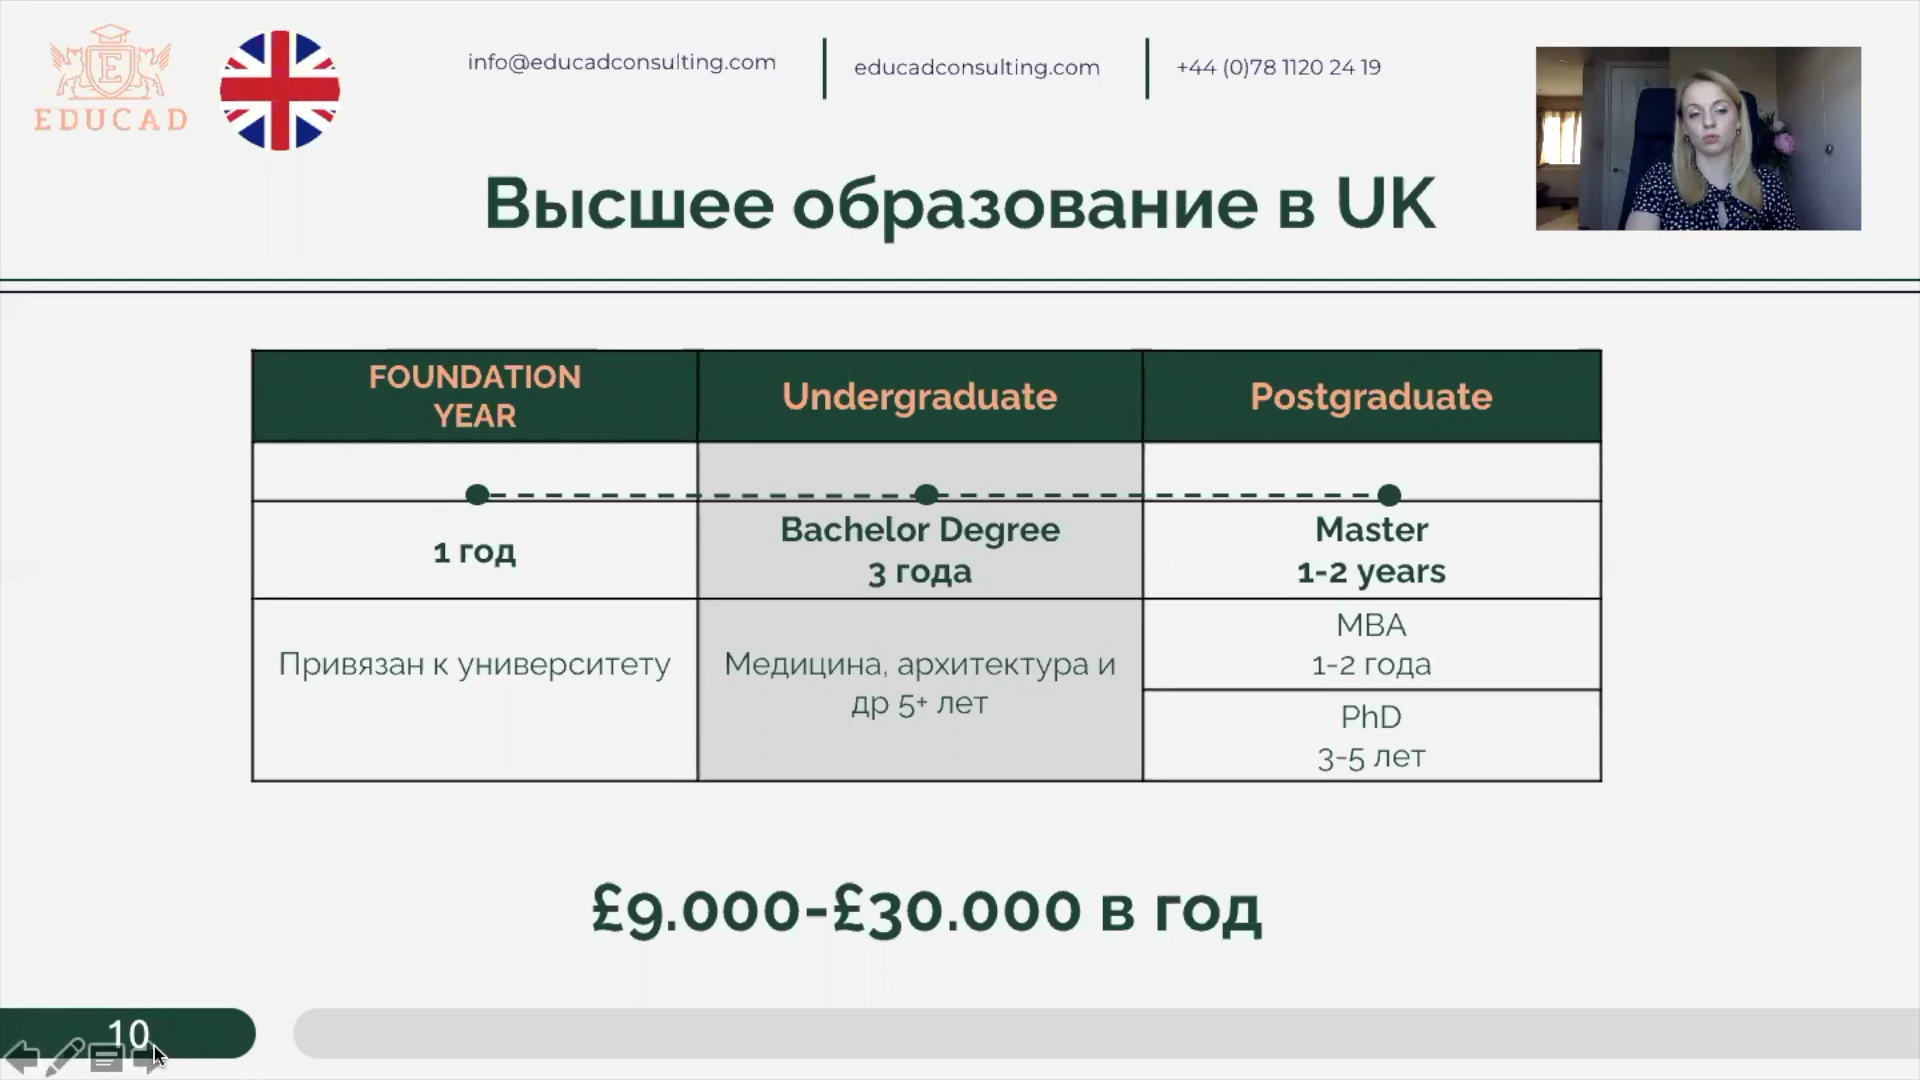 E
EDUCAD
info@educadconsulting.com
educadconsulting.com
+44 (0)78 1120 24 19
Высшее образование в UK
FOUNDATION
YEAR
Undergraduate
Postgraduate
1 год
Bachelor Degree
3 года
Master
1-2 years
Привязан к университету
Медицина, архитектура и
др 5+ лет
MBA
1-2 года
PhD
3-5 лет
£9.000-£30.000 в год
10